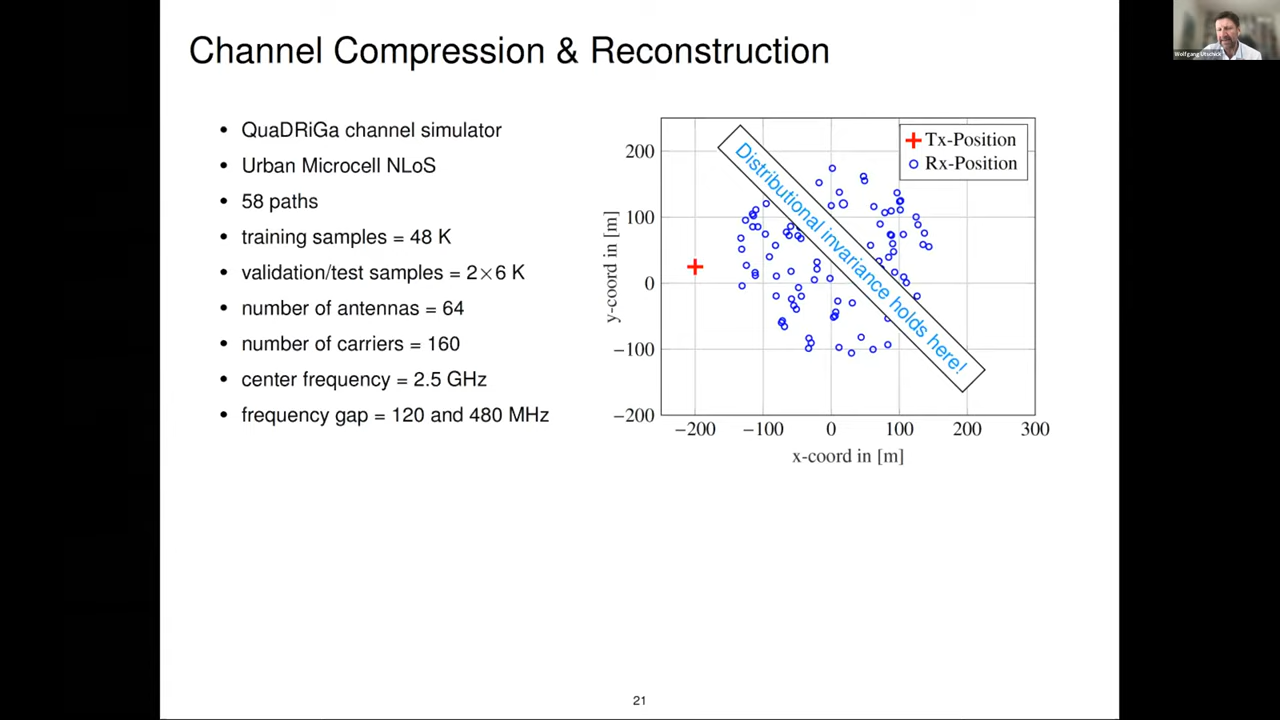 Channel Compression & Reconstruction
• QuaDRiGa channel simulator
• Urban Microcell NLoS
• 58 paths
• training samples = 48 K
• validation/test samples = 2×6 K
• number of antennas = 64
• number of carriers = 160
• center frequency = 2.5 GHz
• frequency gap = 120 and 480 MHz
Tx-Position
Rx-Position
Distributional invariance holds here!
200
100
0
−100
−200
y-coord in [m]
−200 −100 0 100 200 300
x-coord in [m]
21
Wolfgang Utschick